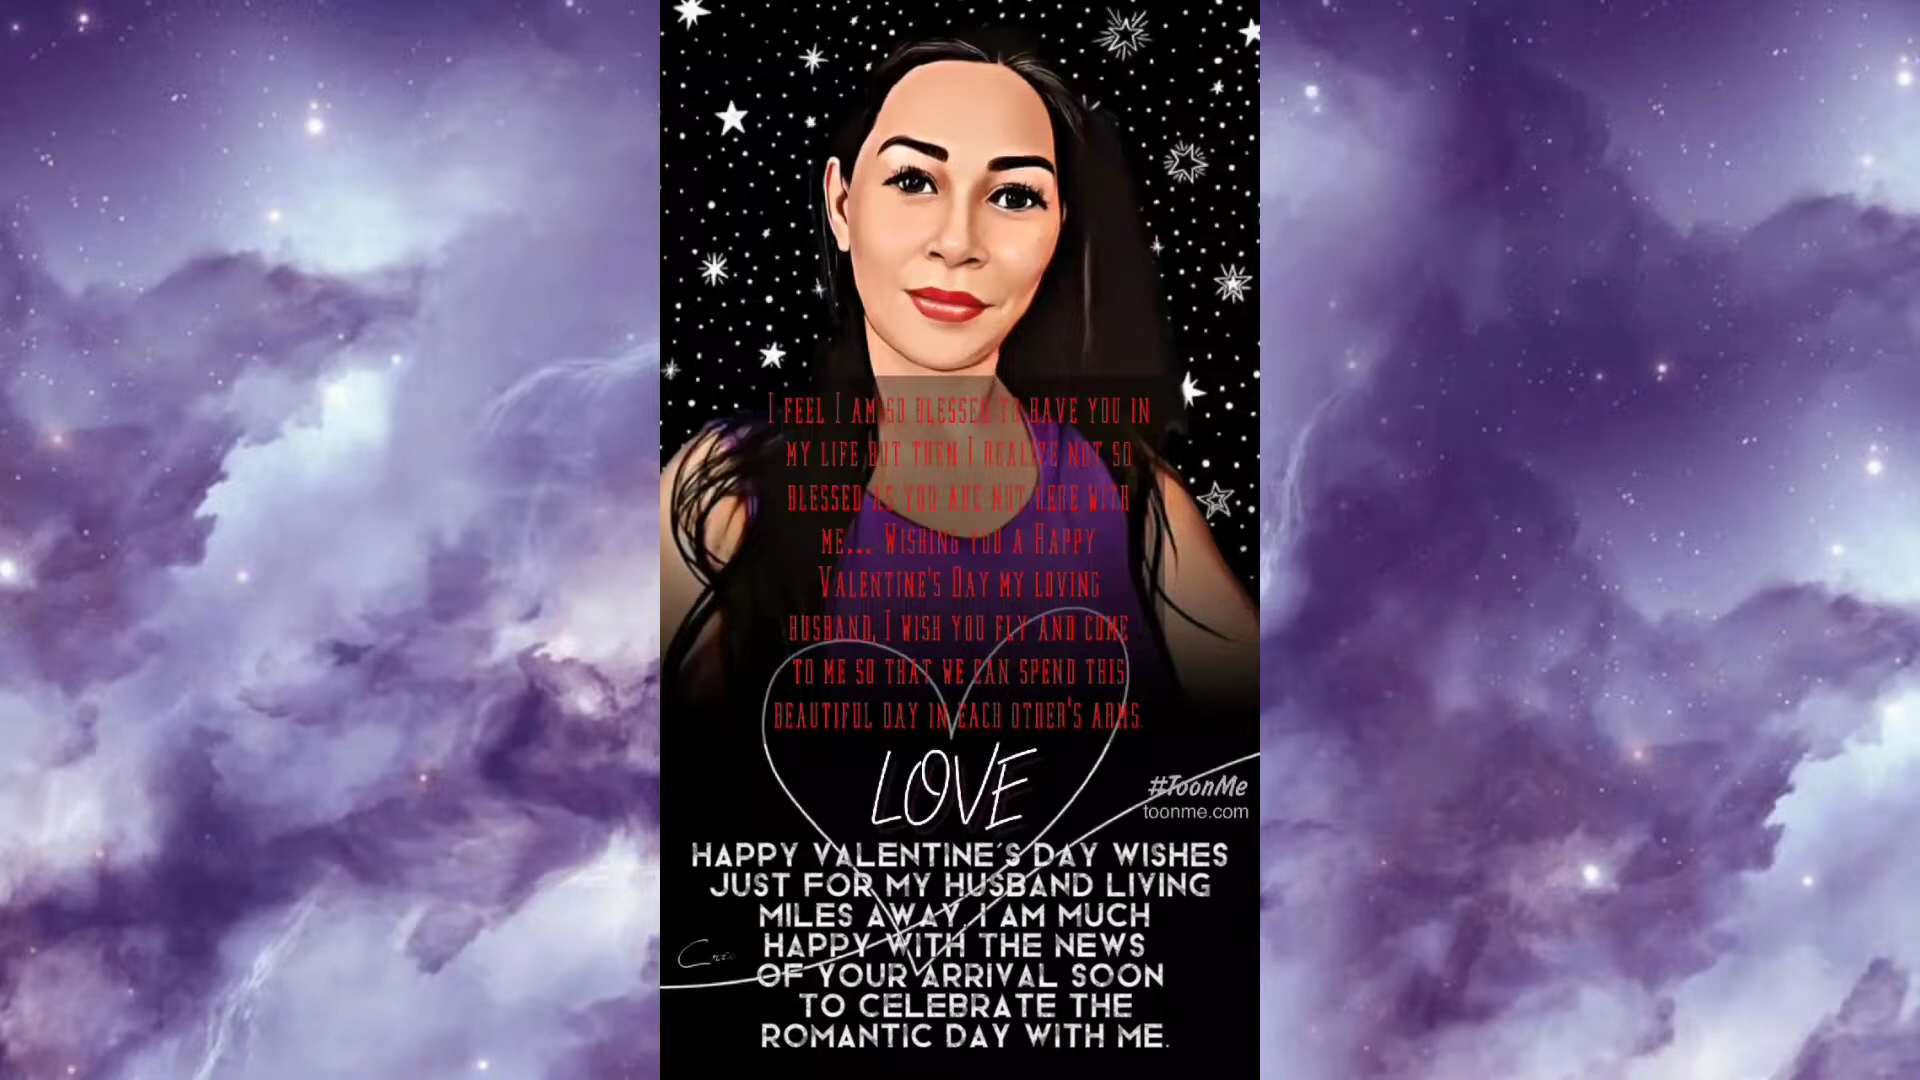 I feel I am so blessed to have you in
my life but then I realize not so
blessed as you are not here with
me... Wishing you a Happy
Valentine's Day my loving
husband, I wish you fly and come
to me so that we can spend this
beautiful day in each other's arms.
LOVE
#ToonMe
toonme.com
HAPPY VALENTINE'S DAY WISHES
JUST FOR MY HUSBAND LIVING
MILES AWAY, I AM MUCH
HAPPY WITH THE NEWS
OF YOUR ARRIVAL SOON
TO CELEBRATE THE
ROMANTIC DAY WITH ME.